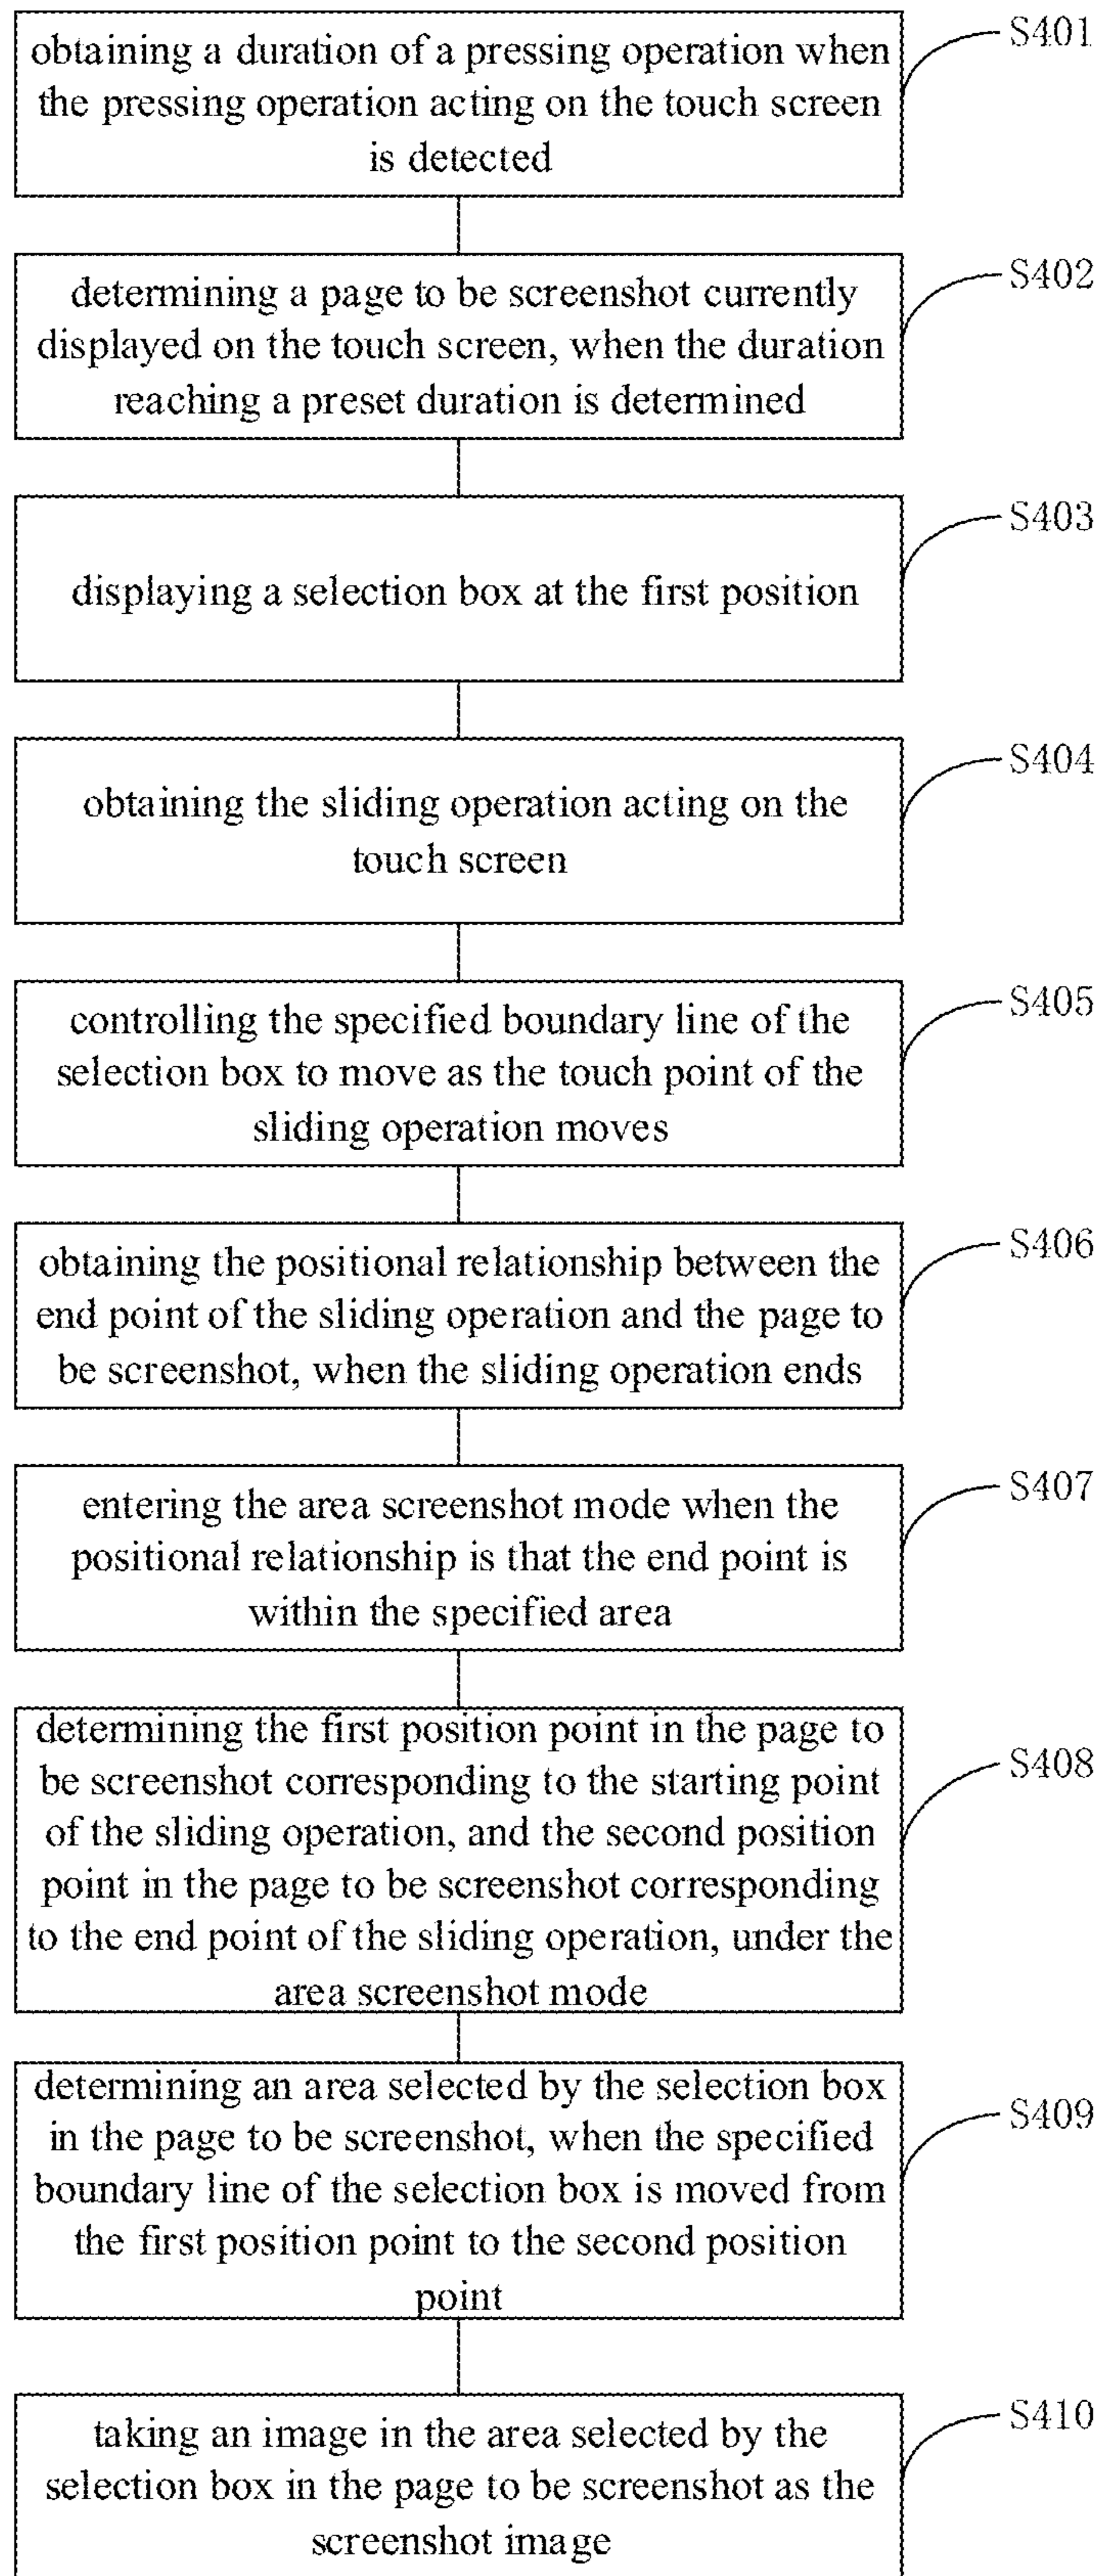 obtaining a duration of a pressing operation when
the pressing operation acting on the touch screen
is detected
S401
determining a page to be screenshot currently
displayed on the touch screen, when the duration
reaching a preset duration is determined
S402
displaying a selection box at the first position
S403
obtaining the sliding operation acting on the
touch screen
S404
controlling the specified boundary line of the
selection box to move as the touch point of the
sliding operation moves
S405
obtaining the positional relationship between the
end point of the sliding operation and the page to
be screenshot, when the sliding operation ends
S406
entering the area screenshot mode when the
positional relationship is that the end point is
within the specified area
S407
determining the first position point in the page to
be screenshot corresponding to the starting point
of the sliding operation, and the second position
point in the page to be screenshot corresponding
to the end point of the sliding operation, under the
area screenshot mode
S408
determining an area selected by the selection box
in the page to be screenshot, when the specified
boundary line of the selection box is moved from
the first position point to the second position
point
S409
taking an image in the area selected by the
selection box in the page to be screenshot as the
screenshot image
S410